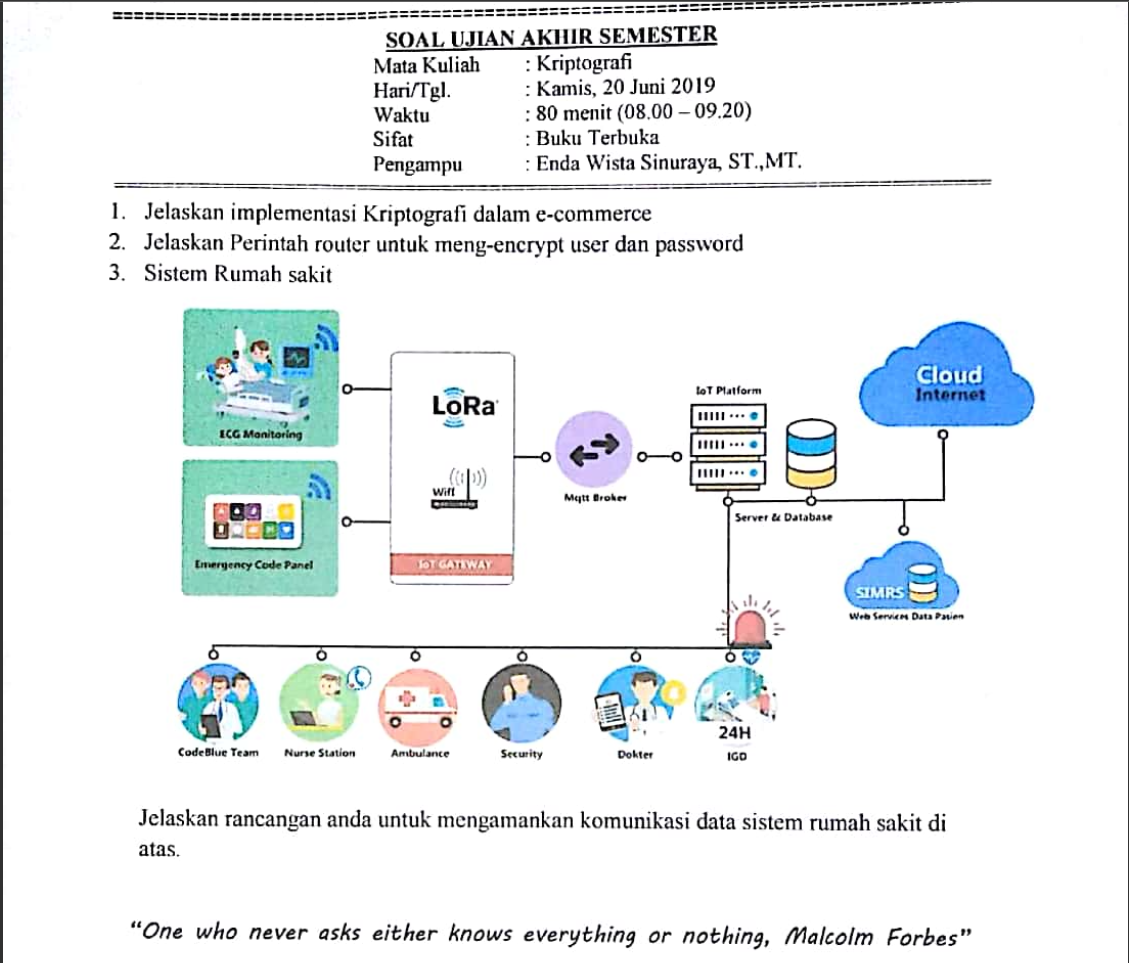 SOAL UJIAN AKHIR SEMESTER
Mata Kuliah : Kriptografi
Hari/Tgl. : Kamis, 20 Juni 2019
Waktu : 80 menit (08.00 – 09.20)
Sifat : Buku Terbuka
Pengampu : Enda Wista Sinuraya, ST.,MT.
1. Jelaskan implementasi Kriptografi dalam e-commerce
2. Jelaskan Perintah router untuk meng-encrypt user dan password
3. Sistem Rumah sakit
ECG Monitoring
Emergency Code Panel
LoRa
Wifi
IoT GATEWAY
Mqtt Broker
IoT Platform
Server & Database
Cloud
Internet
SIMRS
Web Services Data Pasien
CodeBlue Team
Nurse Station
Ambulance
Security
Dokter
24H
IGD
Jelaskan rancangan anda untuk mengamankan komunikasi data sistem rumah sakit di
atas.
“One who never asks either knows everything or nothing, Malcolm Forbes”